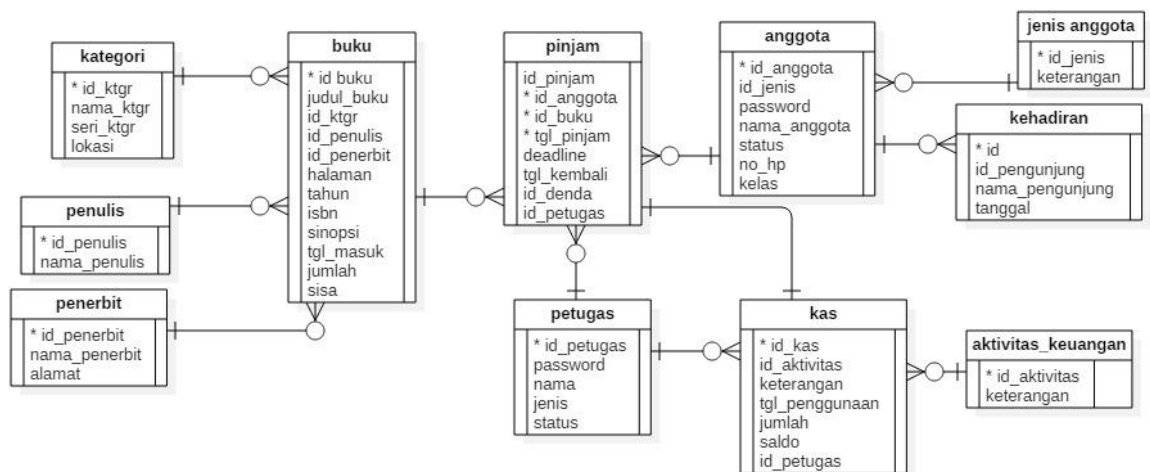 kategori
* id_ktgr
nama_ktgr
seri_ktgr
lokasi
penulis
* id_penulis
nama_penulis
penerbit
* id_penerbit
nama_penerbit
alamat
buku
* id buku
judul_buku
id_ktgr
id_penulis
id_penerbit
halaman
tahun
isbn
sinopsi
tgl_masuk
jumlah
sisa
pinjam
id_pinjam
* id_anggota
* id_buku
* tgl_pinjam
deadline
tgl_kembali
id_denda
id_petugas
petugas
* id_petugas
password
nama
jenis
status
anggota
* id_anggota
id_jenis
password
nama_anggota
status
no_hp
kelas
kas
* id_kas
id_aktivitas
keterangan
tgl_penggunaan
jumlah
saldo
id_petugas
jenis anggota
* id_jenis
keterangan
kehadiran
* id
id_pengunjung
nama_pengunjung
tanggal
aktivitas_keuangan
* id_aktivitas
keterangan